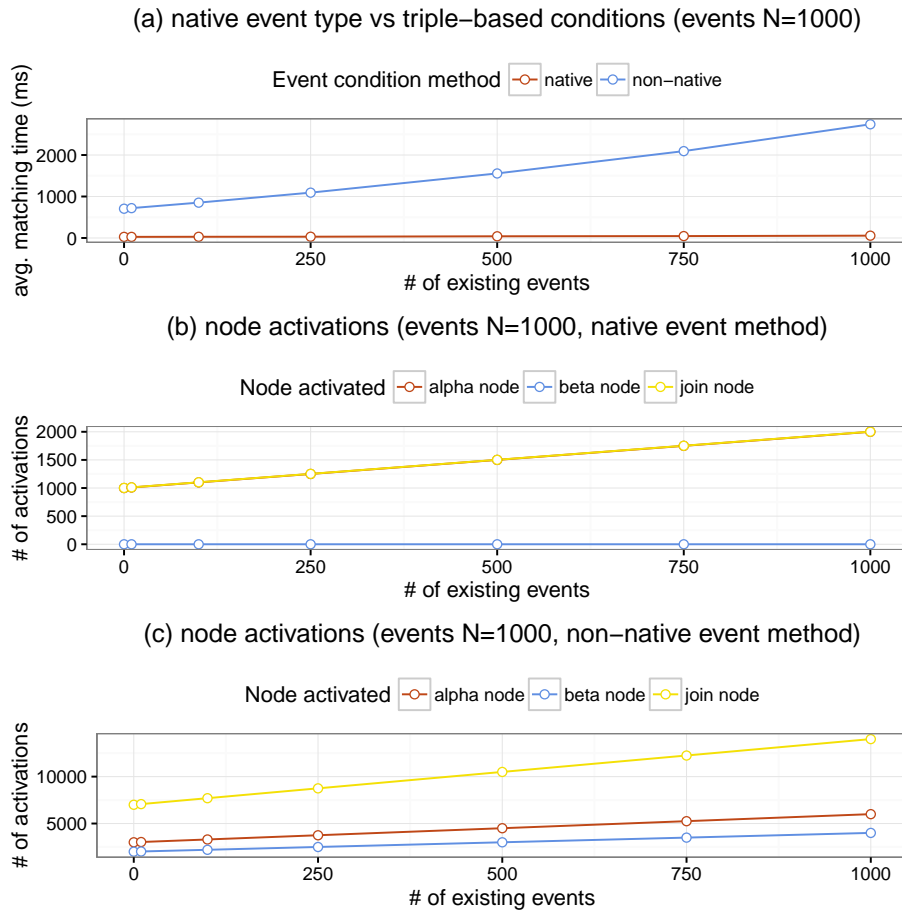 (a) native event type vs triple−based conditions (events N=1000)
Event condition method native non−native
avg. matching time (ms)
2000
1000
0
0 250 500 750 1000
# of existing events
(b) node activations (events N=1000, native event method)
Node activated alpha node beta node join node
# of activations
2000
1500
1000
500
0
0 250 500 750 1000
# of existing events
(c) node activations (events N=1000, non−native event method)
Node activated alpha node beta node join node
# of activations
10000
5000
0 250 500 750 1000
# of existing events